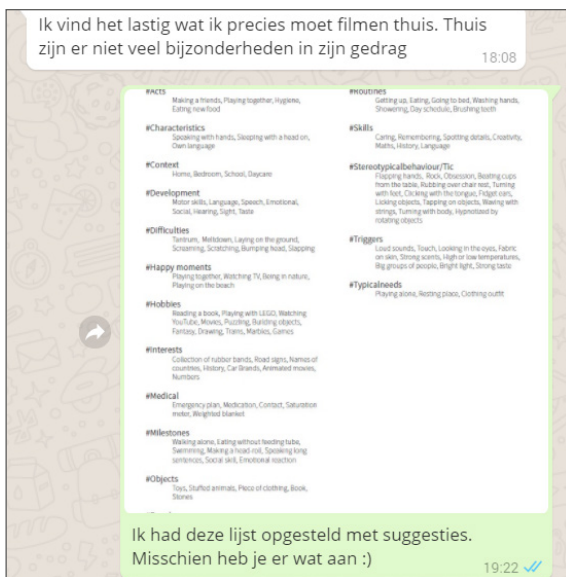 Ik vind het lastig wat ik precies moet filmen thuis. Thuis
zijn er niet veel bijzonderheden in zijn gedrag
18:08
#Acts
Making a friends, Playing together, Hygiene,
Eating new food
#Characteristics
Speaking with hands, Sleeping with a head on,
Own language
#Context
Home, Bedroom, School, Daycare
#Development
Motor skills, Language, Speech, Emotional,
Social, Hearing, Sight, Taste
#Difficulties
Tantrum, Meltdown, Laying on the ground,
Screaming, Scratching, Bumping head, Slapping
#Happy moments
Playing together, Watching TV, Being in nature,
Playing on the beach
#Hobbies
Reading a book, Playing with LEGO, Watching
YouTube, Movies, Puzzling, Building objects,
Fantasy, Drawing, Trains, Marbles, Games
#Interests
Collection of rubber bands, Road signs, Names of
countries, History, Car Brands, Animated movies,
Numbers
#Medical
Emergency plan, Medication, Contact, Saturation
meter, Weighted blanket
#Milestones
Walking alone, Eating without feeding tube,
Swimming, Making a head-roll, Speaking long
sentences, Social skill, Emotional reaction
#Objects
Toys, Stuffed animals, Piece of clothing, Book,
Stones
#Routines
Getting up, Eating, Going to bed, Washing hands,
Showering, Day schedule, Brushing teeth
#Skills
Caring, Remembering, Spotting details, Creativity,
Maths, History, Language
#Stereotypicalbehaviour/Tic
Flapping hands, Rock, Obsession, Beating cups
from the table, Rubbing over chair rest, Turning
with feet, Clicking with the tongue, Fidget ears,
Licking objects, Tapping on objects, Waving with
strings, Turning with body, Hypnotized by
rotating objects
#Triggers
Loud sounds, Touch, Looking in the eyes, Fabric
on skin, Strong scents, High or low temperatures,
Big groups of people, Bright light, Strong taste
#Typicalneeds
Playing alone, Resting place, Clothing outfit
Ik had deze lijst opgesteld met suggesties.
Misschien heb je er wat aan :)
19:22